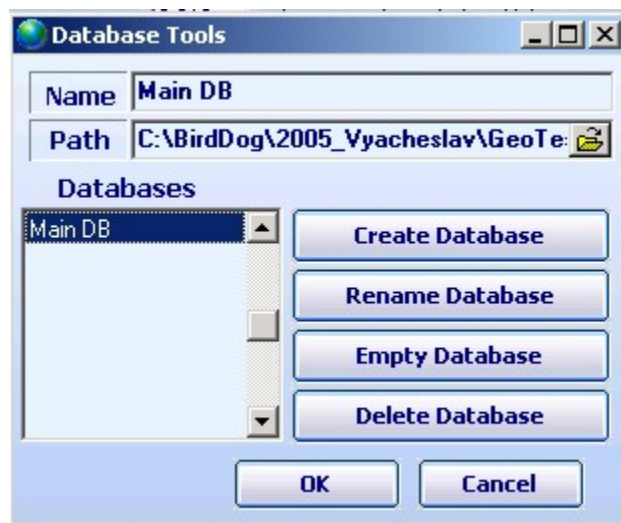 Database Tools
Name Main DB
Path C:\BirdDog\2005_Vyacheslav\GeoTe
Databases
Main DB
Create Database
Rename Database
Empty Database
Delete Database
OK Cancel